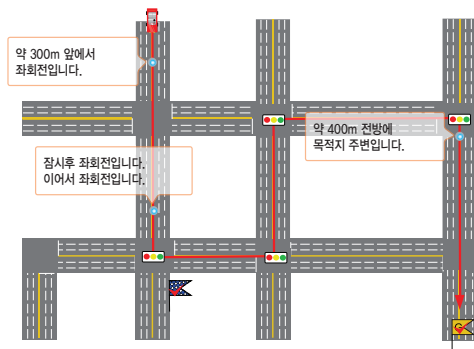 약 300m 앞에서
좌회전입니다.
약 400m 전방에
목적지 주변입니다.
잠시후 좌회전입니다.
이어서 좌회전입니다.
G